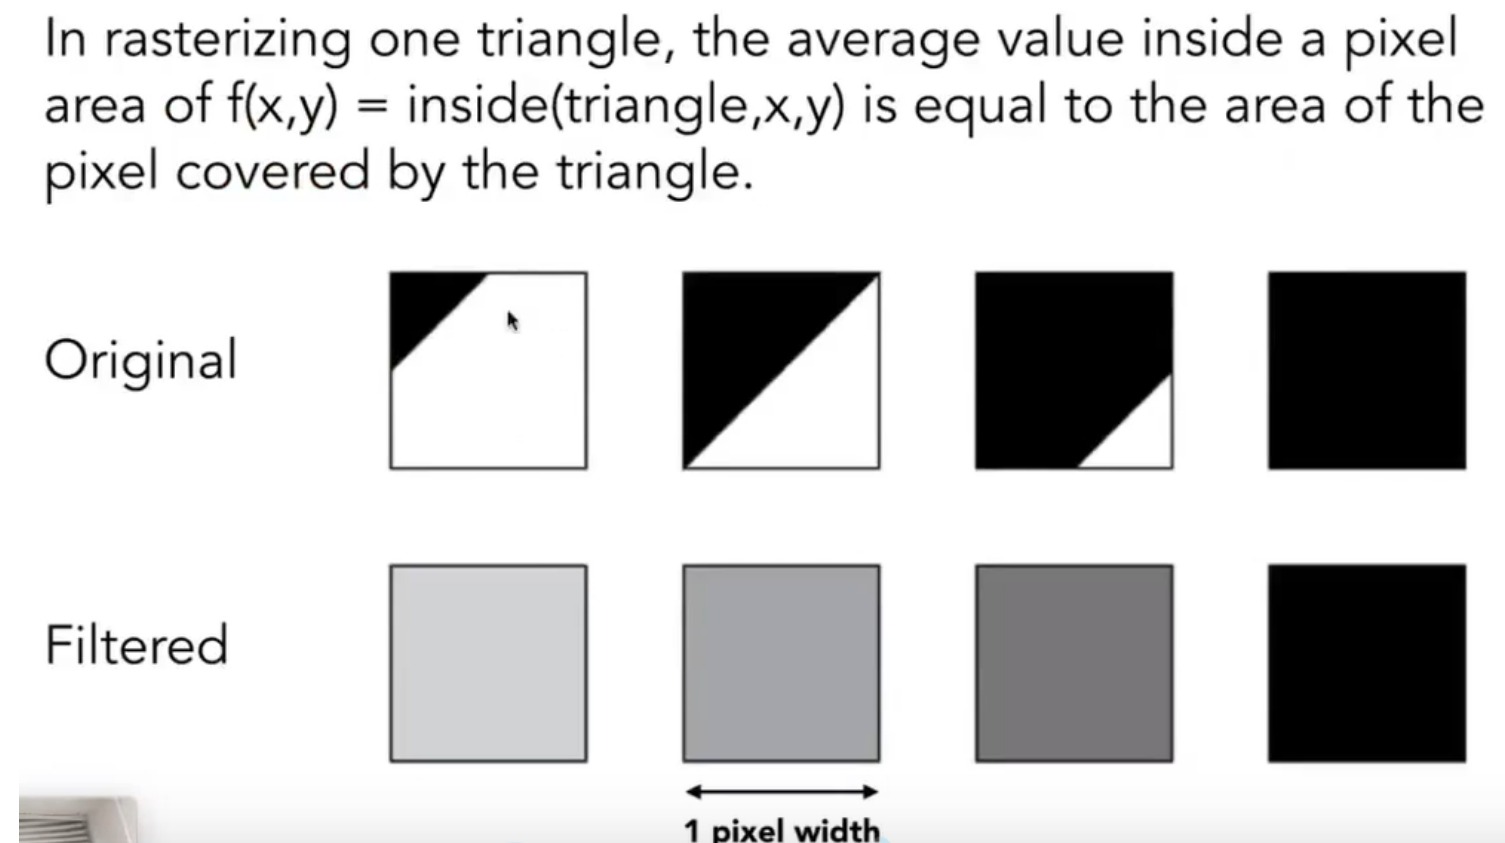 In rasterizing one triangle, the average value inside a pixel
area of f(x,y) = inside(triangle,x,y) is equal to the area of the
pixel covered by the triangle.
Original
Filtered
1 pixel width